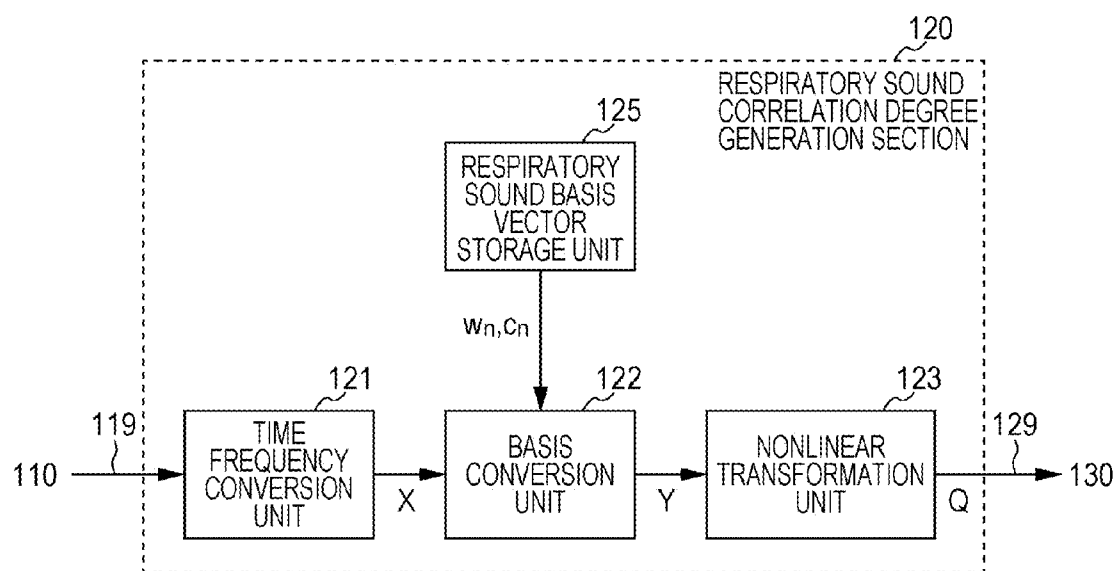 120
RESPIRATORY SOUND
CORRELATION DEGREE
GENERATION SECTION
125
RESPIRATORY
SOUND BASIS
VECTOR
STORAGE UNIT
wn,cn
121
TIME
FREQUENCY
CONVERSION
UNIT
122
BASIS
CONVERSION
UNIT
123
NONLINEAR
TRANSFORMATION
UNIT
119
110
X
Y
Q
129
130